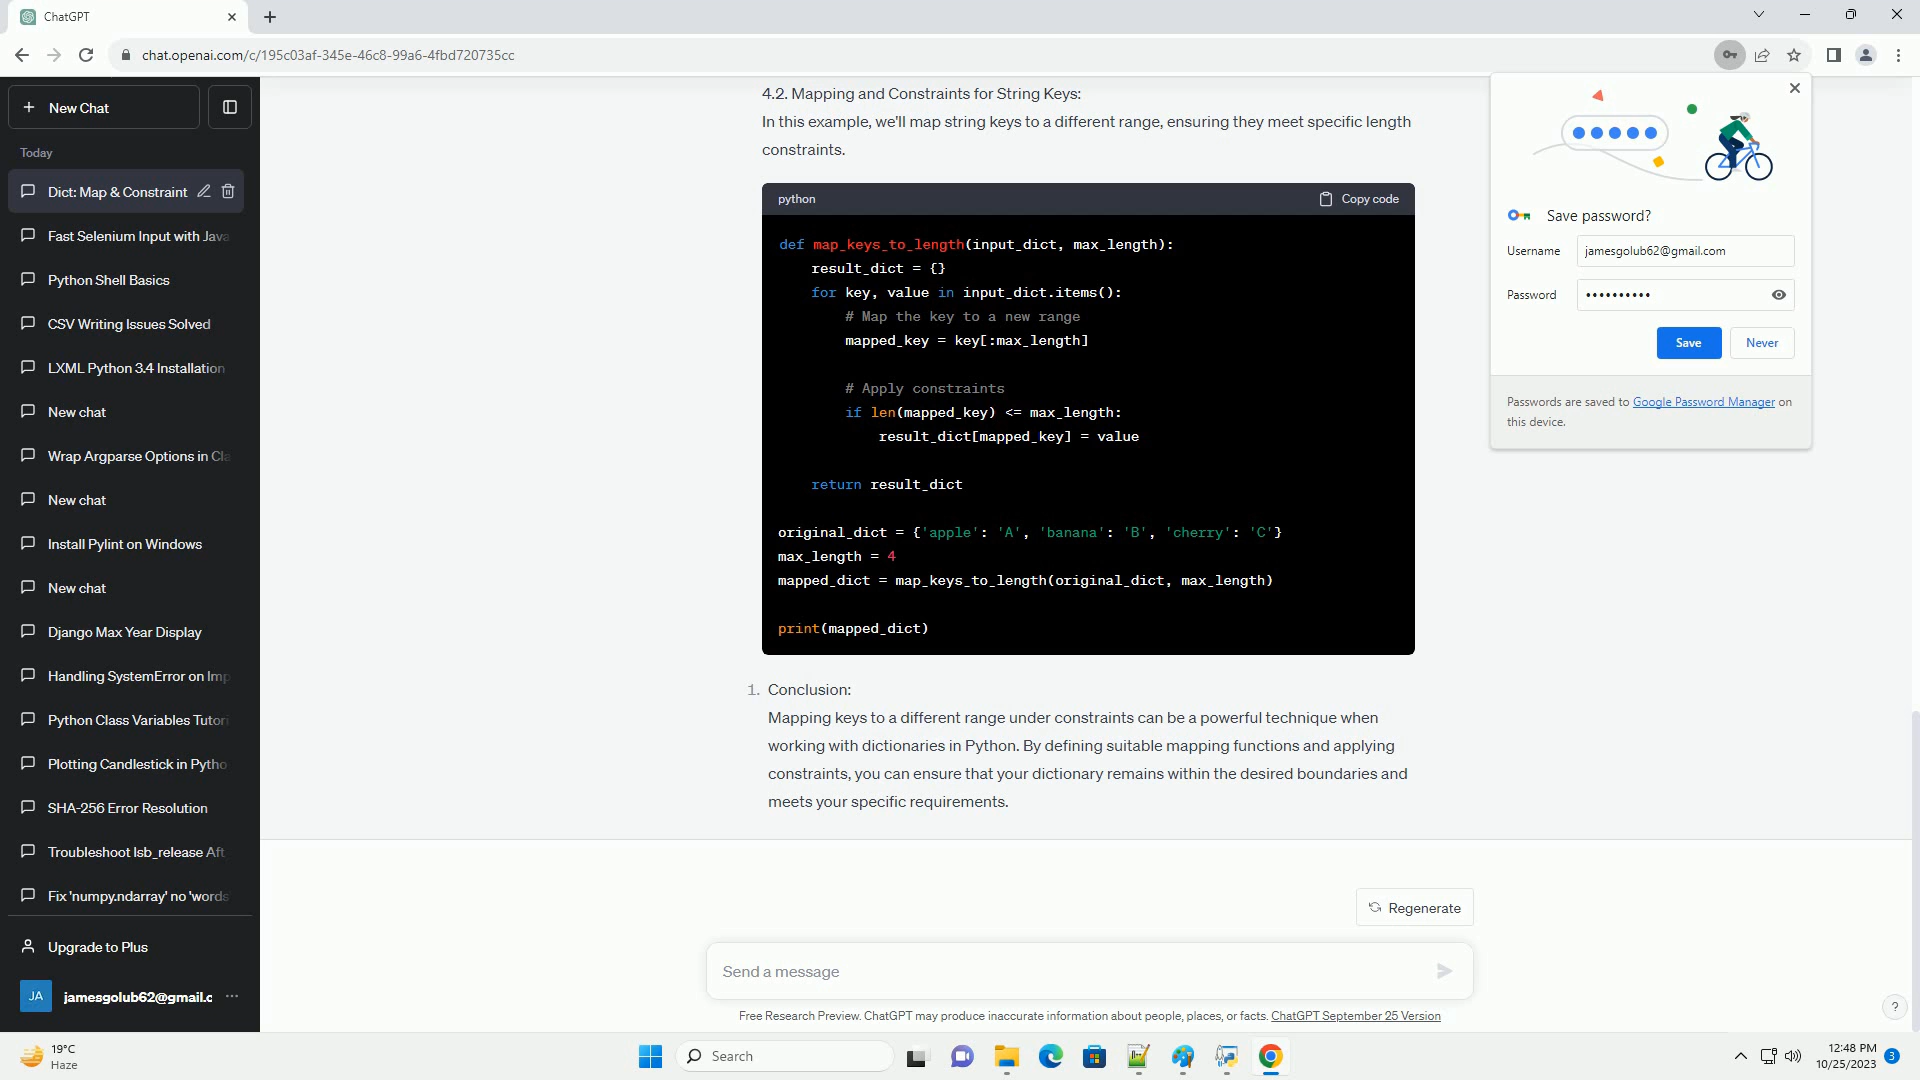 ChatGPT
chat.openai.com/c/195c03af-345e-46c8-99a6-4fbd720735cc
New Chat
Today
Dict: Map & Constraint
Fast Selenium Input with Java
Python Shell Basics
CSV Writing Issues Solved
LXML Python 3.4 Installation
New chat
Wrap Argparse Options in Cla
New chat
Install Pylint on Windows
New chat
Django Max Year Display
Handling SystemError on Imp
Python Class Variables Tutori
Plotting Candlestick in Pytho
SHA-256 Error Resolution
Troubleshoot lsb_release Aft
Fix 'numpy.ndarray' no 'words
Upgrade to Plus
JA
jamesgolub62@gmail.c
4.2. Mapping and Constraints for String Keys:
In this example, we'll map string keys to a different range, ensuring they meet specific length
constraints.
python
Copy code
def map_keys_to_length(input_dict, max_length):
    result_dict = {}
    for key, value in input_dict.items():
        # Map the key to a new range
        mapped_key = key[:max_length]
        # Apply constraints
        if len(mapped_key) <= max_length:
            result_dict[mapped_key] = value
    return result_dict
original_dict = {'apple': 'A', 'banana': 'B', 'cherry': 'C'}
max_length = 4
mapped_dict = map_keys_to_length(original_dict, max_length)
print(mapped_dict)
1. Conclusion:
Mapping keys to a different range under constraints can be a powerful technique when
working with dictionaries in Python. By defining suitable mapping functions and applying
constraints, you can ensure that your dictionary remains within the desired boundaries and
meets your specific requirements.
Regenerate
Send a message
Free Research Preview. ChatGPT may produce inaccurate information about people, places, or facts. ChatGPT September 25 Version
?
Save password?
Username
jamesgolub62@gmail.com
Password
••••••••••
Save
Never
Passwords are saved to Google Password Manager on
this device.
19°C
Haze
Search
12:48 PM
10/25/2023
3